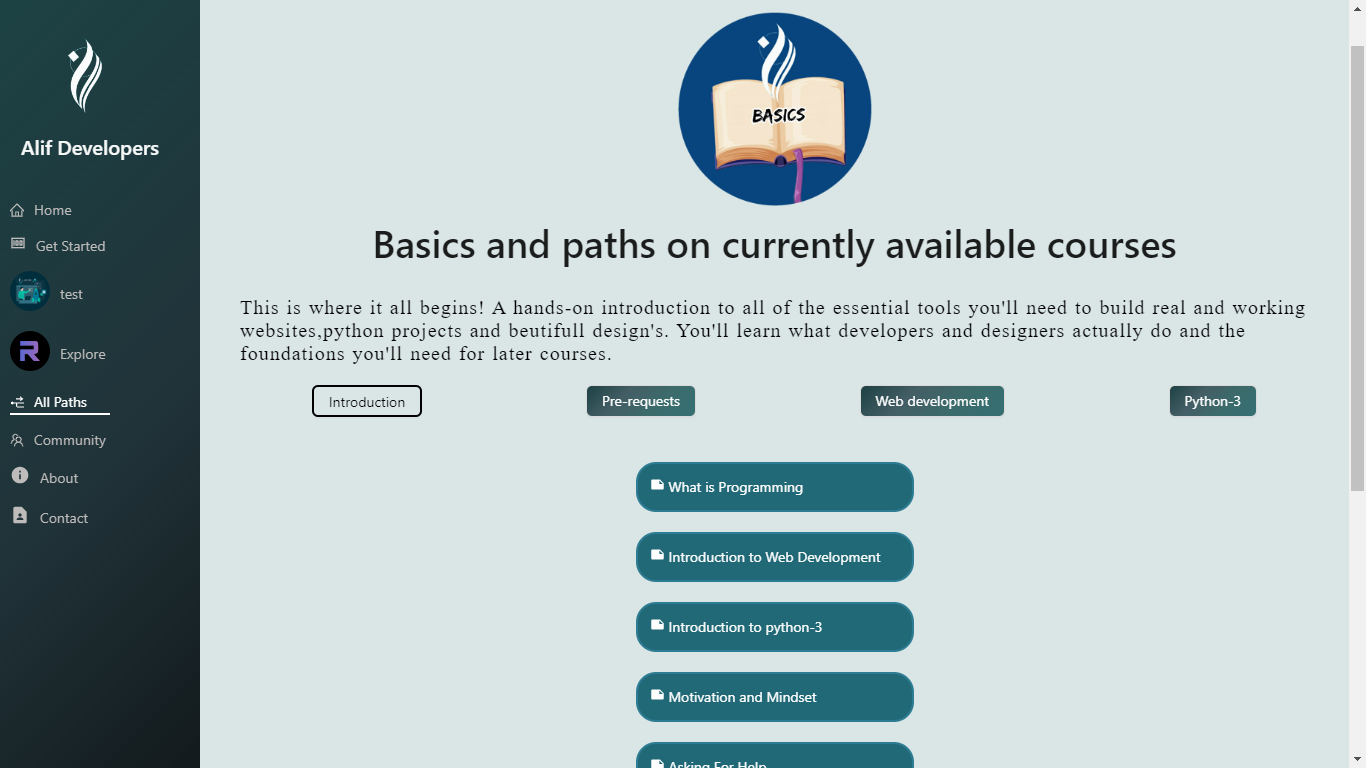 Alif Developers
Home
Get Started
test
Explore
All Paths
Community
About
Contact
BASICS
Basics and paths on currently available courses
This is where it all begins! A hands-on introduction to all of the essential tools you'll need to build real and working
websites,python projects and beutifull design's. You'll learn what developers and designers actually do and the
foundations you'll need for later courses.
Introduction
Pre-requests
Web development
Python-3
What is Programming
Introduction to Web Development
Introduction to python-3
Motivation and Mindset
Asking For Help